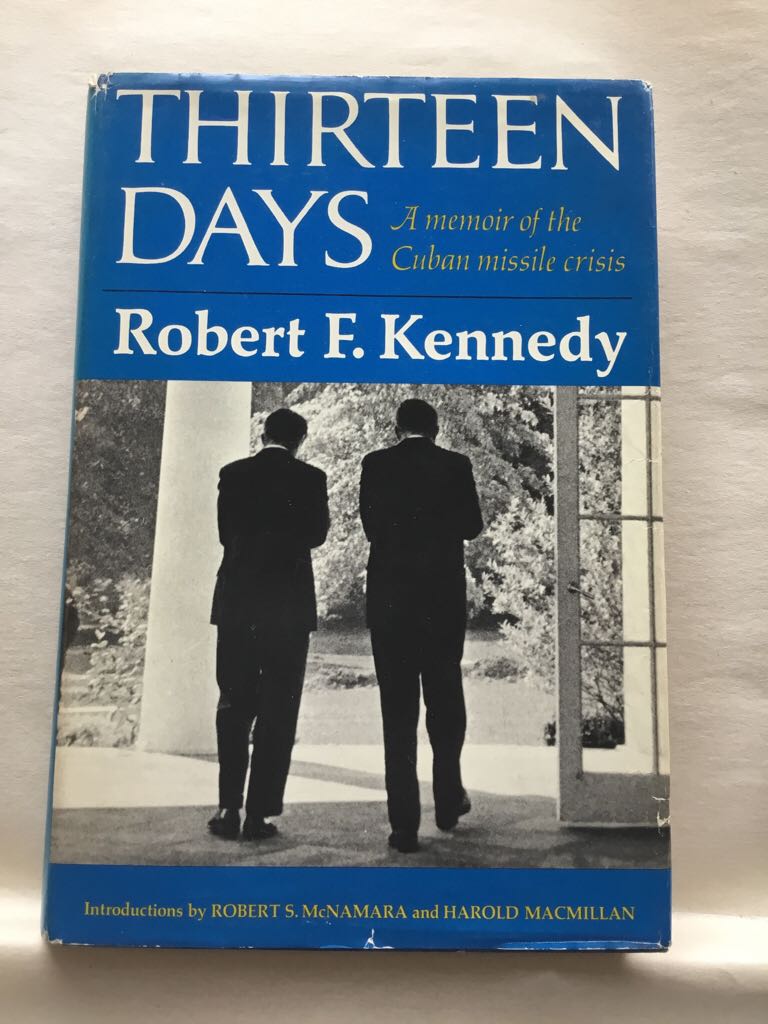 THIRTEEN
DAYS
A memoir of the
Cuban missile crisis
Robert F. Kennedy
Introductions by ROBERT S. McNAMARA and HAROLD MACMILLAN